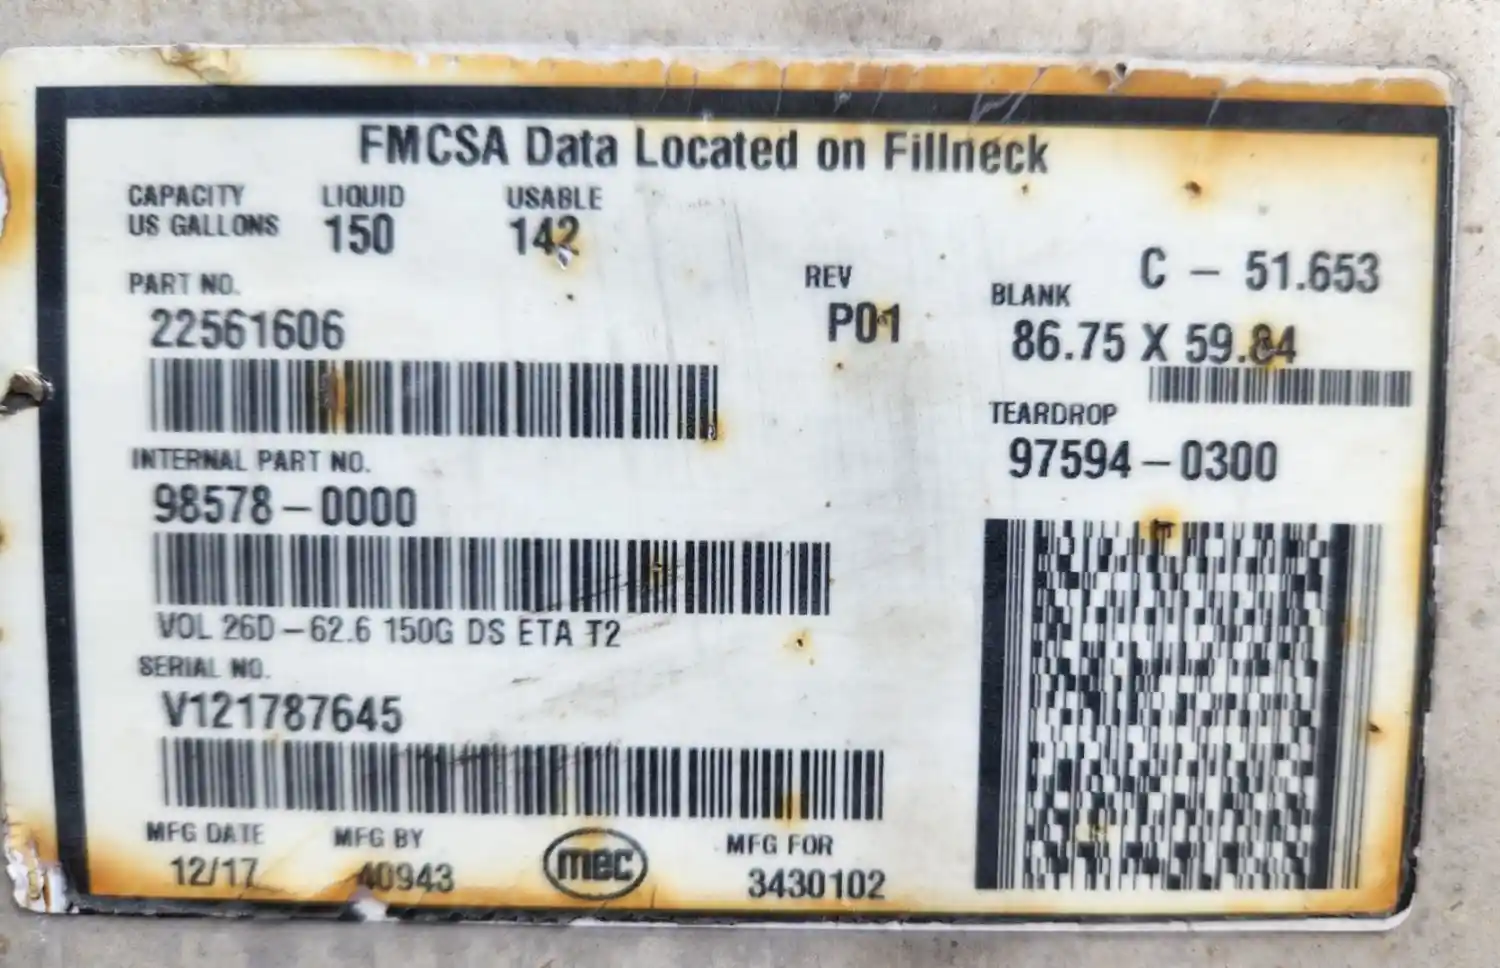 FMCSA Data Located on Fillneck
CAPACITY US GALLONS
LIQUID 150
USABLE 142
PART NO.
22561606
REV
P01
C - 51.653
BLANK
86.75 X 59.84
TEARDROP
97594-0300
INTERNAL PART NO.
98578-0000
VOL 26D-62.6 150G DS ETA T2
SERIAL NO.
V121787645
MFG DATE
12/17
MFG BY
40943
mec
MFG FOR
3430102